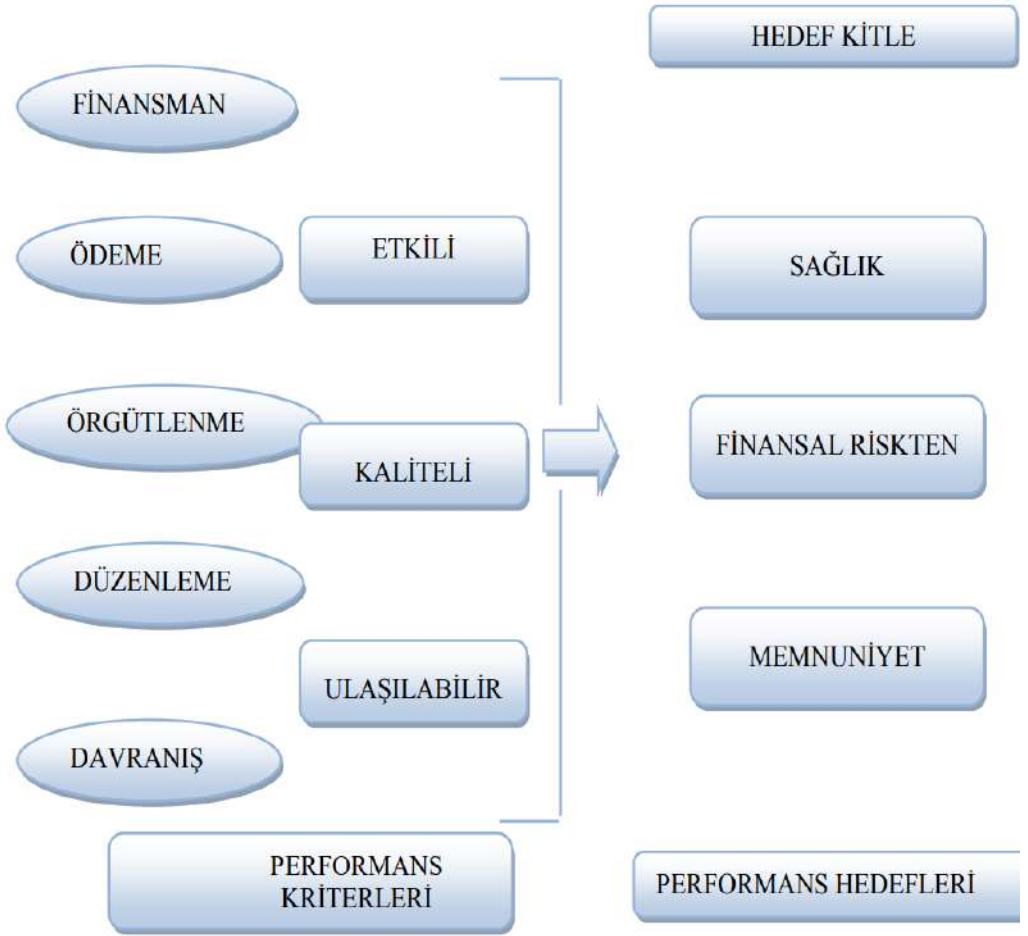 HEDEF KİTLE
FİNANSMAN
ÖDEME
ETKİLİ
SAĞLIK
ÖRGÜTLENME
KALİTELİ
FİNANSAL RİSKTEN
DÜZENLEME
ULAŞILABİLİR
MEMNUNİYET
DAVRANIŞ
PERFORMANS
KRİTERLERİ
PERFORMANS HEDEFLERİ